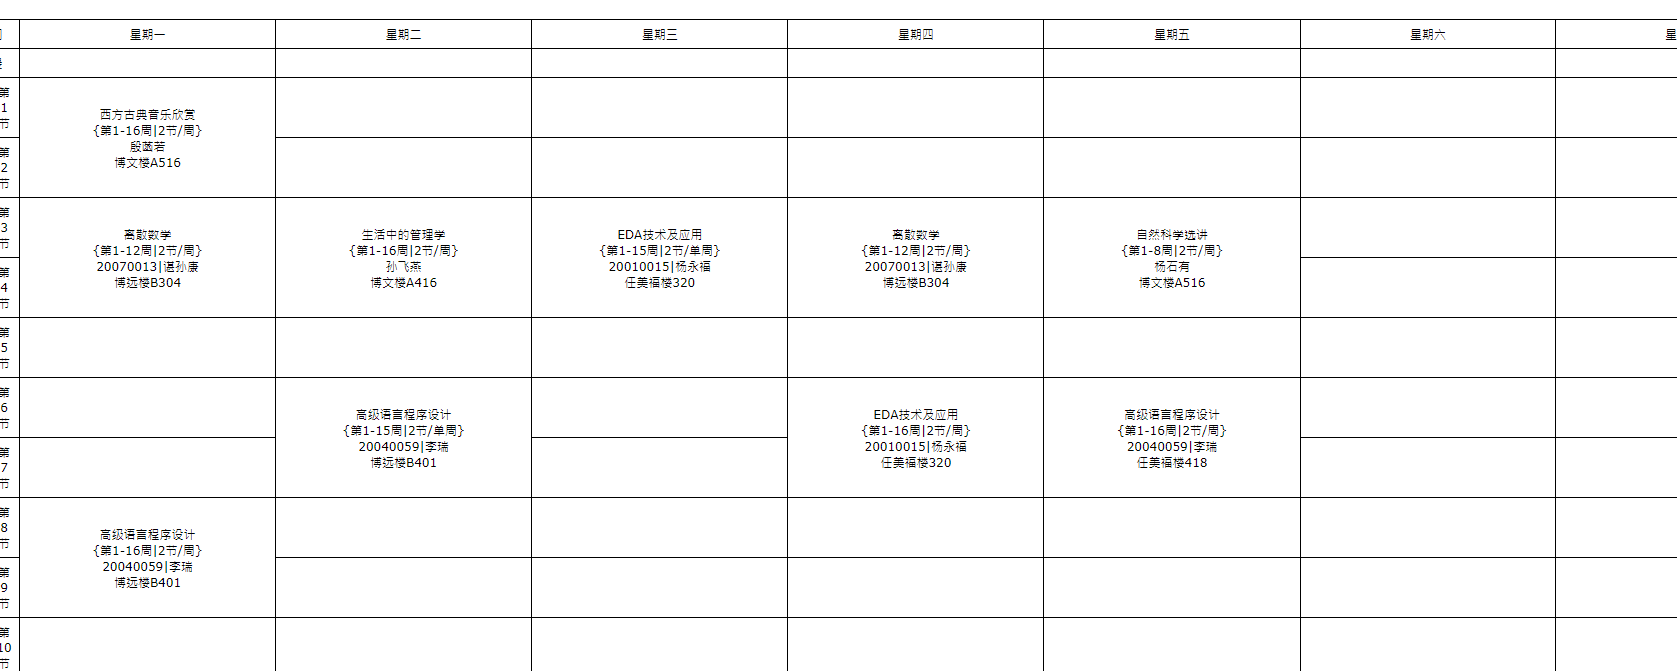 星期一 星期二 星期三 星期四 星期五 星期六 星
第1节
西方古典音乐欣赏
{第1-16周|2节/周}
殷菡若
博文楼A516
第2节
第3节
离散数学
{第1-12周|2节/周}
20070013|谌孙康
博远楼B304
生活中的管理学
{第1-16周|2节/周}
孙飞燕
博文楼A416
EDA技术及应用
{第1-15周|2节/单周}
20010015|杨永福
任美福楼320
离散数学
{第1-12周|2节/周}
20070013|谌孙康
博远楼B304
自然科学选讲
{第1-8周|2节/周}
杨石有
博文楼A516
第4节
第5节
第6节
高级语言程序设计
{第1-15周|2节/单周}
20040059|李瑞
博远楼B401
EDA技术及应用
{第1-16周|2节/周}
20010015|杨永福
任美福楼320
高级语言程序设计
{第1-16周|2节/周}
20040059|李瑞
任美福楼418
第7节
第8节
高级语言程序设计
{第1-16周|2节/周}
20040059|李瑞
博远楼B401
第9节
第10节